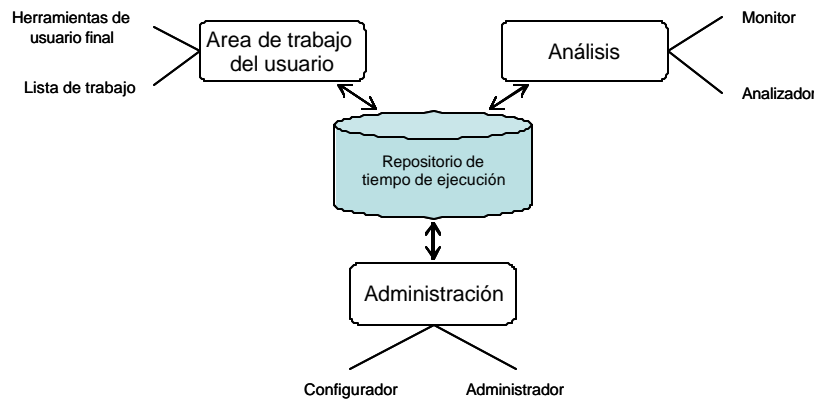 Herramientas de
usuario final
Lista de trabajo
Area de trabajo
del usuario
Análisis
Monitor
Analizador
Repositorio de
tiempo de ejecución
Administración
Configurador
Administrador